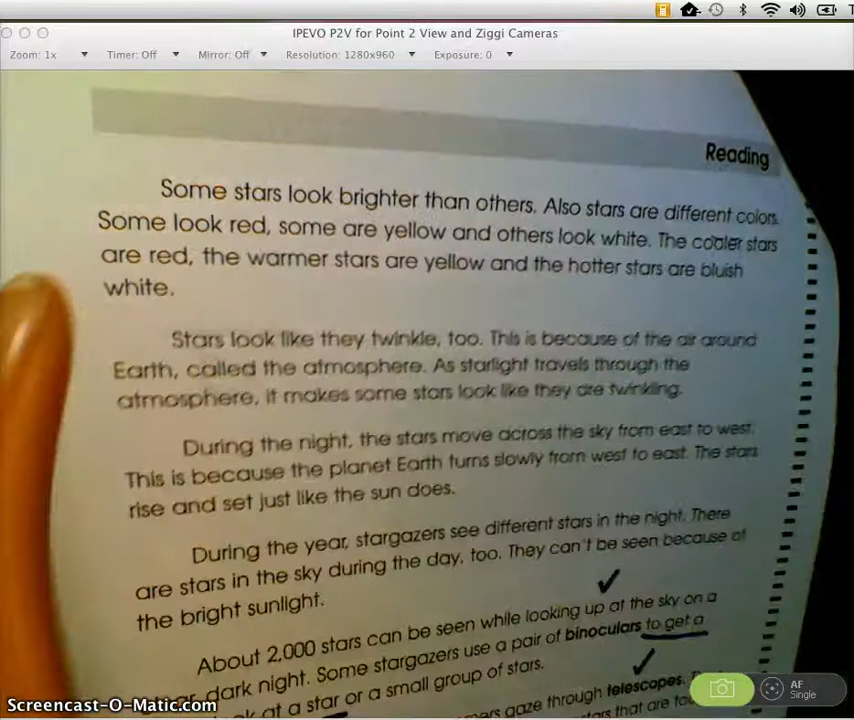 IPEVO P2V for Point 2 View and Ziggi Cameras
Zoom: 1x Timer: Off Mirror: Off Resolution: 1280x960 Exposure: 0
Reading
Some stars look brighter than others. Also stars are different colors.
Some look red, some are yellow and others look white. The cooler stars
are red, the warmer stars are yellow and the hotter stars are bluish
white.
Stars look like they twinkle, too. This is because of the air around
Earth, called the atmosphere. As starlight travels through the
atmosphere, it makes some stars look like they are twinkling.
During the night, the stars move across the sky from east to west.
This is because the planet Earth turns slowly from west to east. The stars
rise and set just like the sun does.
During the year, stargazers see different stars in the night. There
are stars in the sky during the day, too. They can't be seen because of
the bright sunlight.
About 2,000 stars can be seen while looking up at the sky on a
dark night. Some stargazers use a pair of binoculars to get a
at a star or a small group of stars.
gaze through telescopes.
that are
AF
Single
Screencast-O-Matic.com